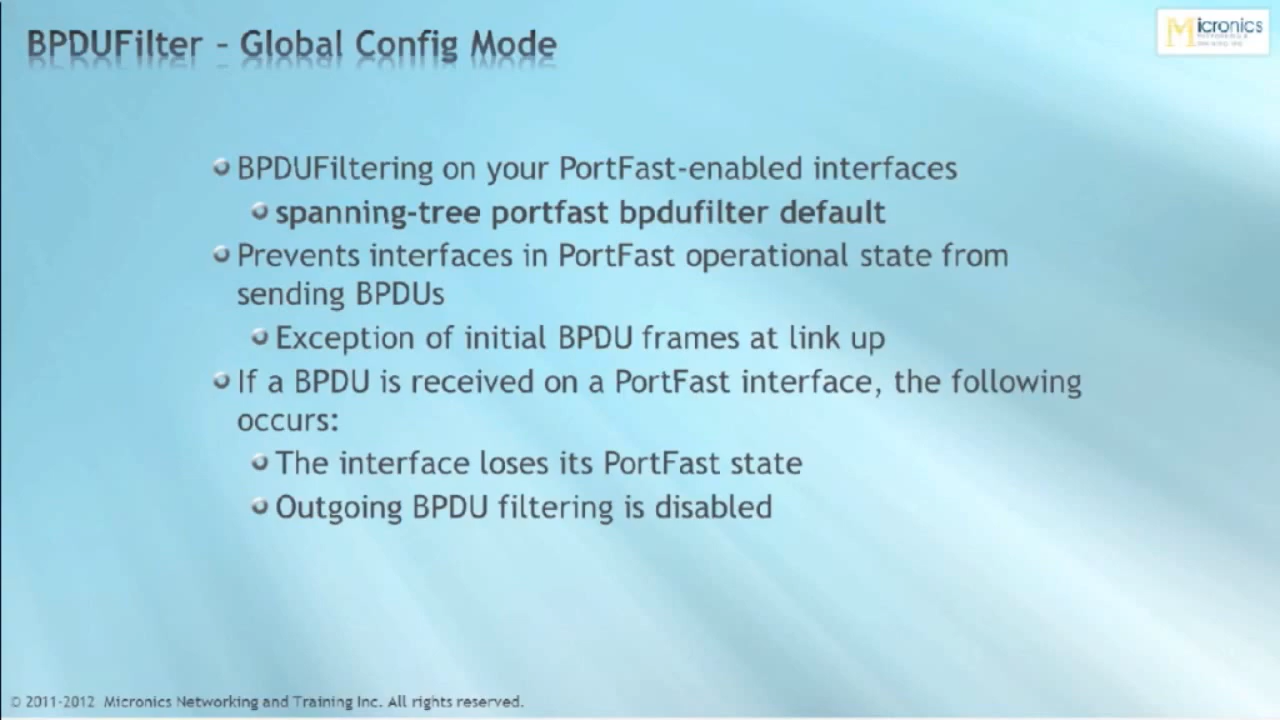 BPDUFilter – Global Config Mode
Micronics
BPDUFiltering on your PortFast-enabled interfaces
spanning-tree portfast bpdufilter default
Prevents interfaces in PortFast operational state from
sending BPDUs
Exception of initial BPDU frames at link up
If a BPDU is received on a PortFast interface, the following
occurs:
The interface loses its PortFast state
Outgoing BPDU filtering is disabled
© 2011-2012 Micronics Networking and Training Inc. All rights reserved.